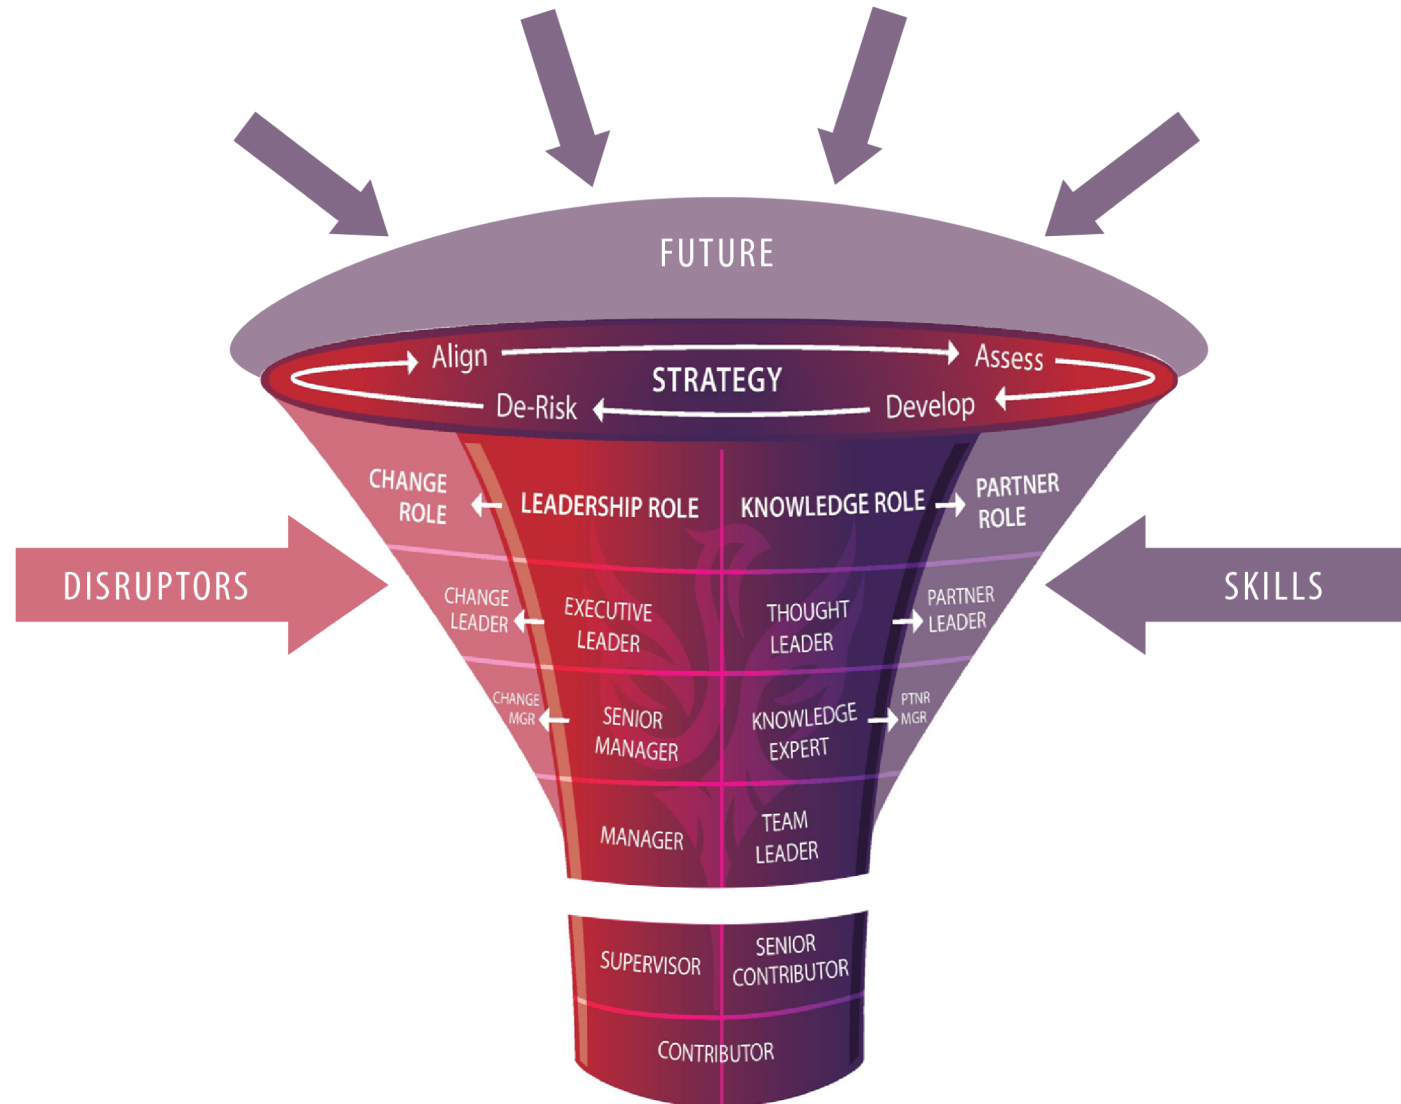 FUTURE
Align
Assess
STRATEGY
De-Risk
Develop
CHANGE
ROLE
LEADERSHIP ROLE
KNOWLEDGE ROLE
PARTNER
ROLE
DISRUPTORS
SKILLS
CHANGE
LEADER
EXECUTIVE
LEADER
THOUGHT
LEADER
PARTNER
LEADER
CHANGE
MGR
SENIOR
MANAGER
KNOWLEDGE
EXPERT
PTNR
MGR
MANAGER
TEAM
LEADER
SUPERVISOR
SENIOR
CONTRIBUTOR
CONTRIBUTOR